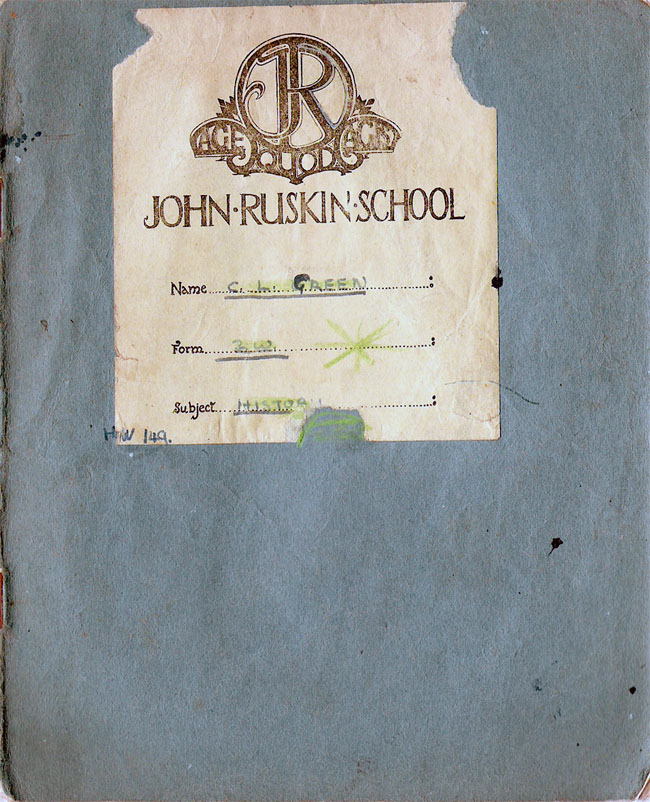 JR
AGE QUOD AGIS
JOHN·RUSKIN·SCHOOL
Name......C. L. GREEN..............:
Form......3W..............................:
Subject......HISTORY....................:
HW 149.